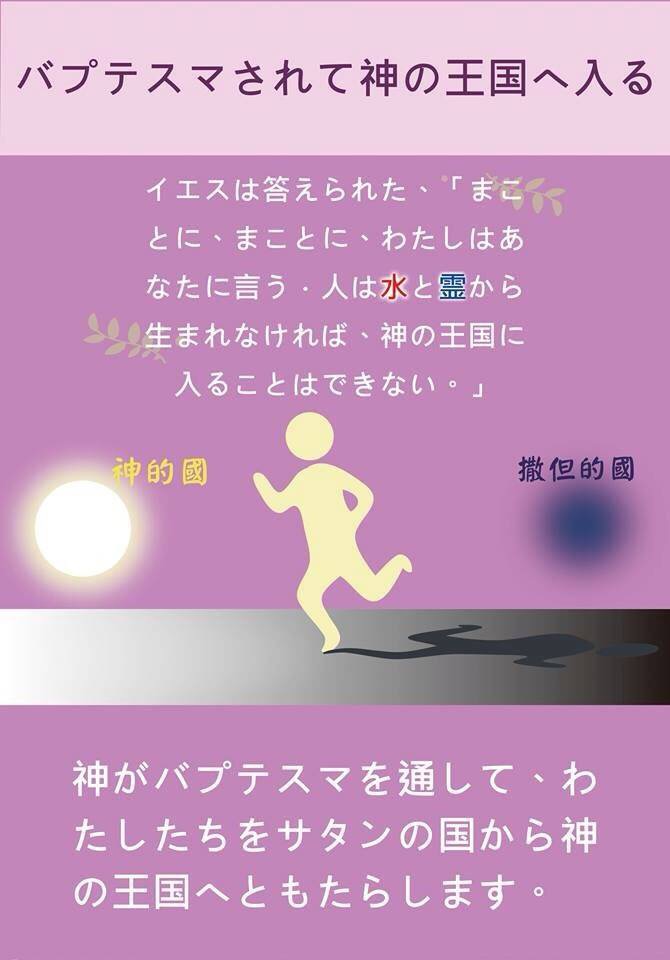 バプテスマされて神の王国へ入る
イエスは答えられた、「まこ
とに、まことに、わたしはあ
なたに言う．人は水と霊から
生まれなければ、神の王国に
入ることはできない。」
神的國
撒但的國
神がバプテスマを通して、わ
たしたちをサタンの国から神
の王国へともたらします。